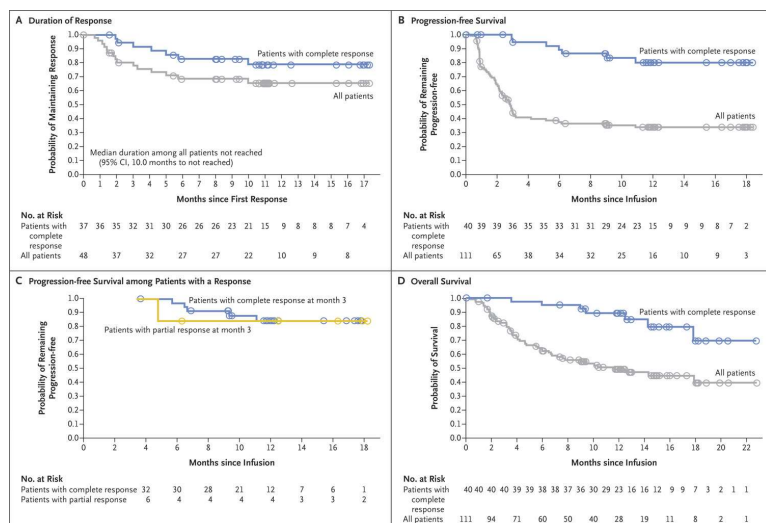 A Duration of Response
Probability of Maintaining Response
1.0
0.9
0.8
0.7
0.6
0.5
0.4
0.3
0.2
0.1
0.0
Patients with complete response
All patients
Median duration among all patients not reached
(95% CI, 10.0 months to not reached)
0 1 2 3 4 5 6 7 8 9 10 11 12 13 14 15 16 17
Months since First Response
No. at Risk
Patients with complete response 37 36 35 32 31 30 26 26 26 23 21 15 9 8 8 8 7 4
All patients 48 37 32 27 27 22 10 9 8
B Progression-free Survival
Probability of Remaining
Progression-free
1.0
0.9
0.8
0.7
0.6
0.5
0.4
0.3
0.2
0.1
0.0
Patients with complete response
All patients
0 2 4 6 8 10 12 14 16 18
Months since Infusion
No. at Risk
Patients with complete response 40 39 39 36 35 35 33 31 31 29 24 23 15 9 9 9 8 7 2
All patients 111 65 38 34 32 25 16 10 9 3
C Progression-free Survival among Patients with a Response
Probability of Remaining
Progression-free
1.0
0.9
0.8
0.7
0.6
0.5
0.4
0.3
0.2
0.1
0.0
Patients with complete response at month 3
Patients with partial response at month 3
0 2 4 6 8 10 12 14 16 18
Months since Infusion
No. at Risk
Patients with complete response 32 30 28 21 12 7 6 1
Patients with partial response 6 4 4 4 4 3 3 2
D Overall Survival
Probability of Survival
1.0
0.9
0.8
0.7
0.6
0.5
0.4
0.3
0.2
0.1
0.0
Patients with complete response
All patients
0 2 4 6 8 10 12 14 16 18 20 22
Months since Infusion
No. at Risk
Patients with complete response 40 40 40 40 39 39 38 38 37 36 30 29 23 16 16 12 9 9 7 3 2 1 1
All patients 111 94 71 60 50 40 28 19 11 8 2 1